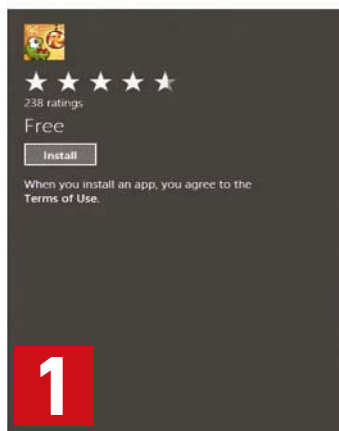 238 ratings
Free
Install
When you install an app, you agree to the
Terms of Use.
1